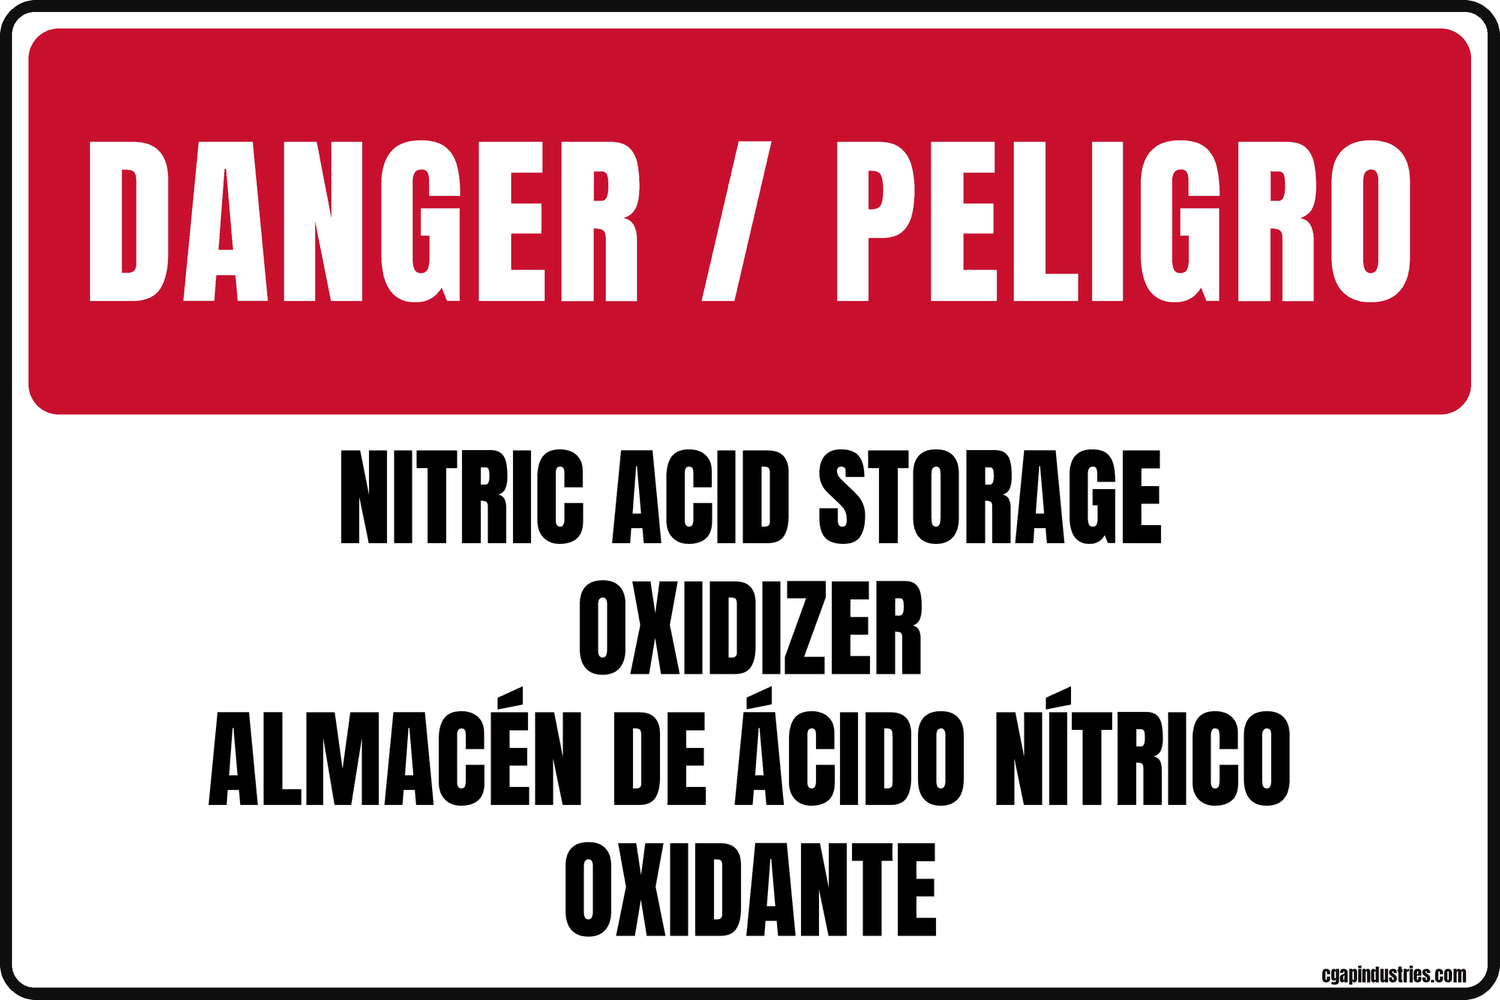 DANGER / PELIGRO
NITRIC ACID STORAGE
OXIDIZER
ALMACÉN DE ÁCIDO NÍTRICO
OXIDANTE
cgapindustries.com